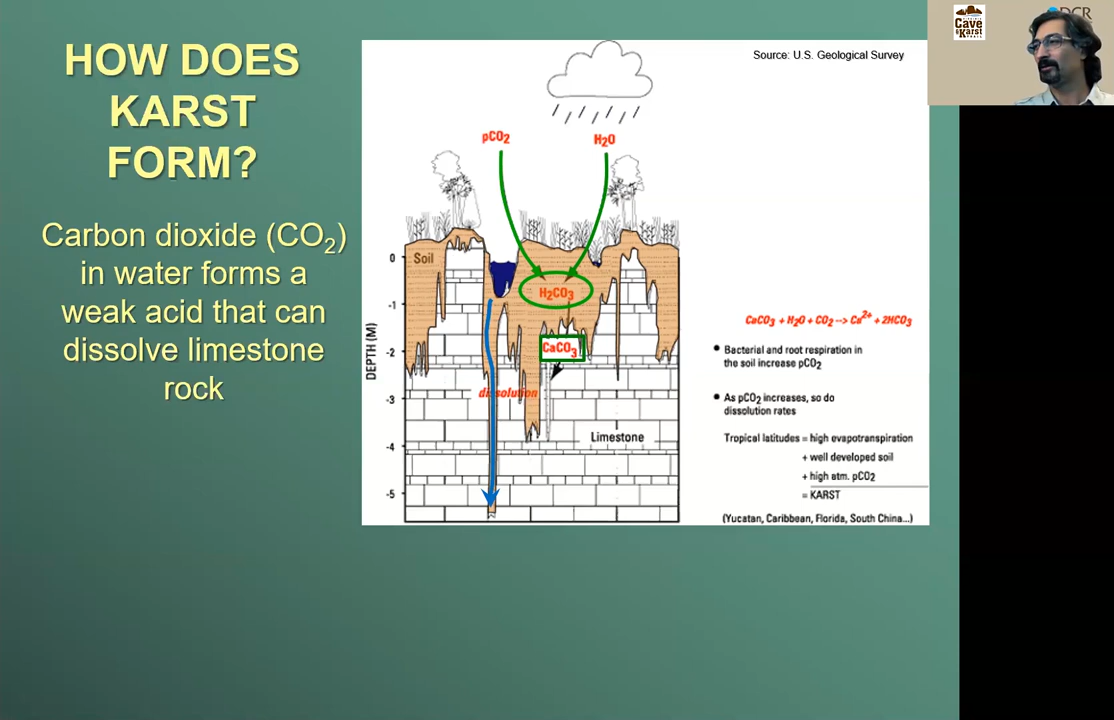 HOW DOES
KARST
FORM?
Carbon dioxide (CO2)
in water forms a
weak acid that can
dissolve limestone
rock
Source: U.S. Geological Survey
pCO2
H2O
Soil
H2CO3
CaCO3
dissolution
Limestone
DEPTH (M)
0
-1
-2
-3
-4
-5
CaCO3 + H2O + CO2 --> Ca2+ + 2HCO3
• Bacterial and root respiration in
the soil increase pCO2
• As pCO2 increases, so do
dissolution rates
Tropical latitudes = high evapotranspiration
+ well developed soil
+ high atm. pCO2
= KARST
(Yucatan, Caribbean, Florida, South China...)
Cave
& Karst
DCR